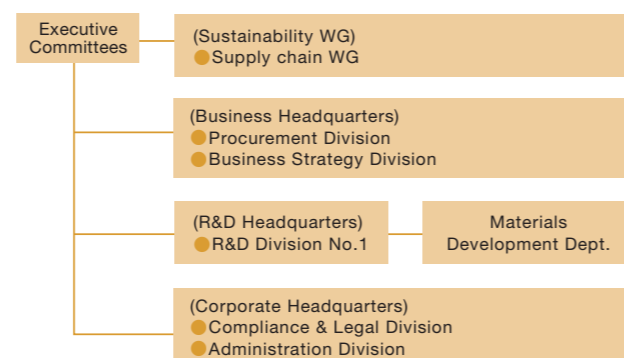 Executive
Committees
(Sustainability WG)
●Supply chain WG
(Business Headquarters)
●Procurement Division
●Business Strategy Division
(R&D Headquarters)
●R&D Division No.1
Materials
Development Dept.
(Corporate Headquarters)
●Compliance & Legal Division
●Administration Division